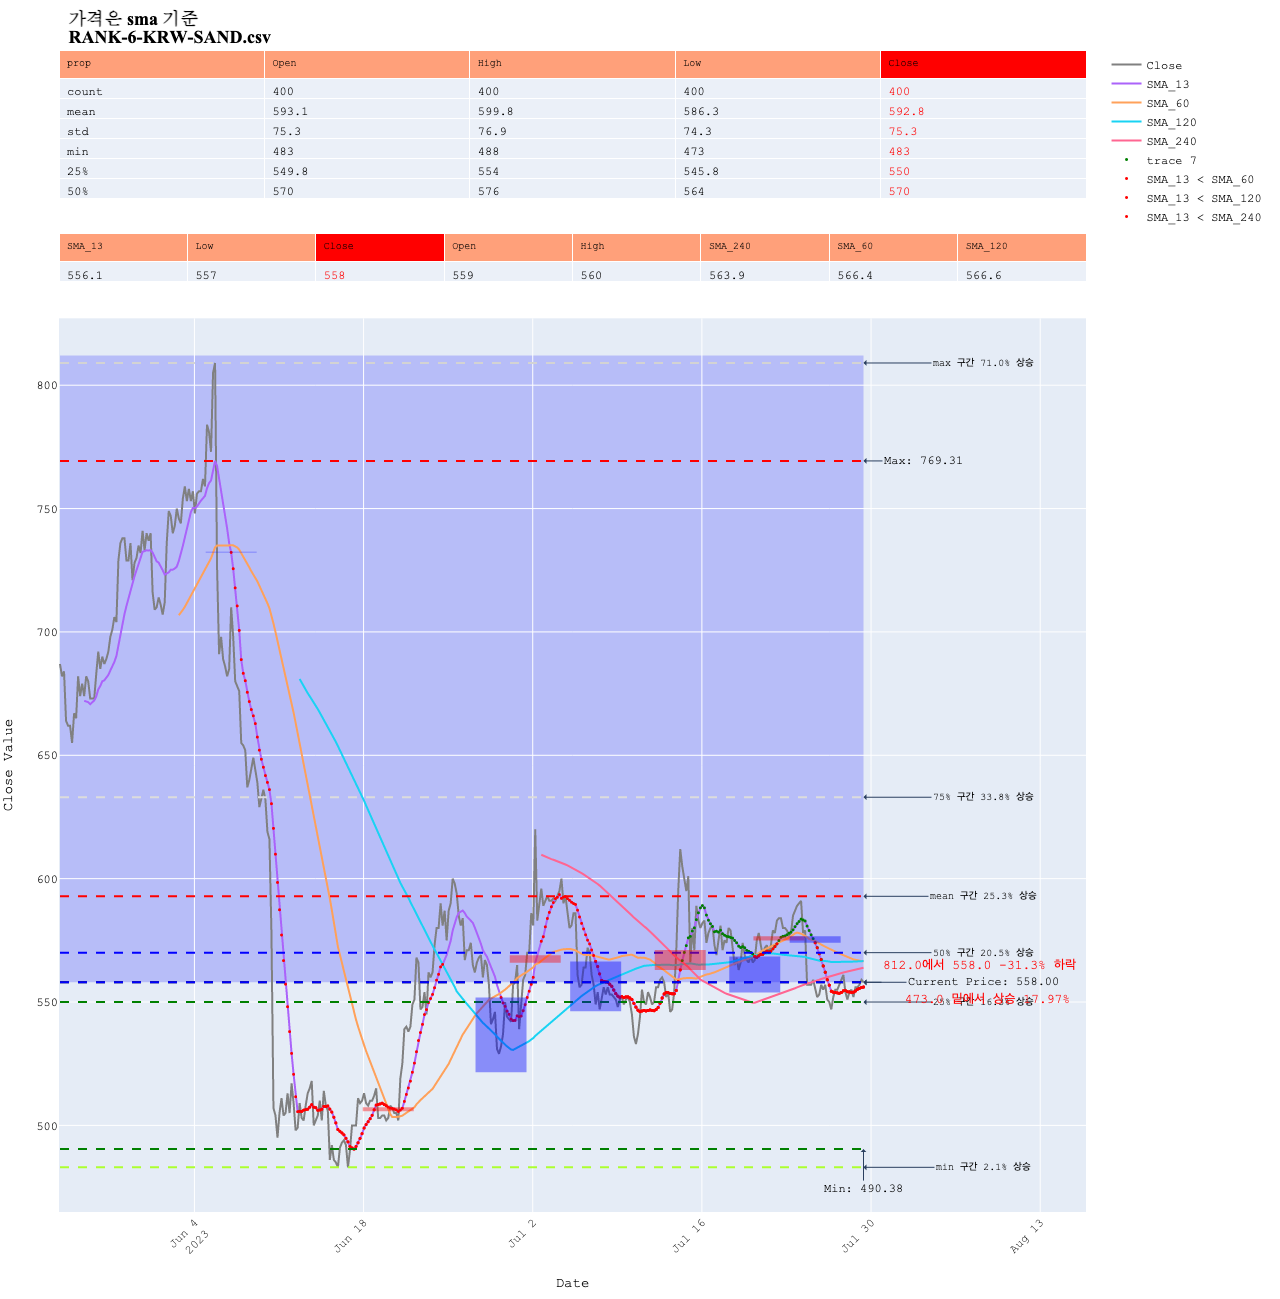 가격은 sma 기준
RANK-6-KRW-SAND.csv
prop Open High Low Close
count 400 400 400 400
mean 593.1 599.8 586.3 592.8
std 75.3 76.9 74.3 75.3
min 483 488 473 483
25% 549.8 554 545.8 550
50% 570 576 564 570
Close
SMA_13
SMA_60
SMA_120
SMA_240
trace 7
SMA_13 < SMA_60
SMA_13 < SMA_120
SMA_13 < SMA_240
SMA_13 Low Close Open High SMA_240 SMA_60 SMA_120
556.1 557 558 559 560 563.9 566.4 566.6
Close Value
800
750
700
650
600
550
500
max 구간 71.0% 상승
Max: 769.31
75% 구간 33.8% 상승
mean 구간 25.3% 상승
50% 구간 20.5% 상승
812.0에서 558.0 -31.3% 하락
Current Price: 558.00
25% 구간 16.3% 상승
min 구간 2.1% 상승
Min: 490.38
Jun 4
2023
Jun 18
Jul 2
Jul 16
Jul 30
Aug 13
Date